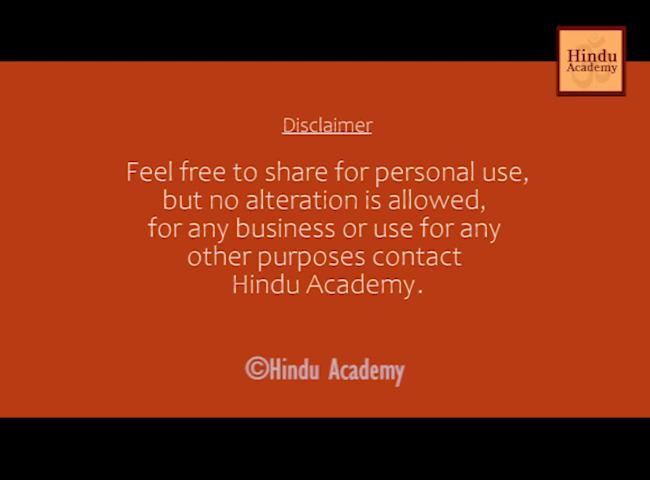 Hindu
Academy
Disclaimer
Feel free to share for personal use,
but no alteration is allowed,
for any business or use for any
other purposes contact
Hindu Academy.
©Hindu Academy